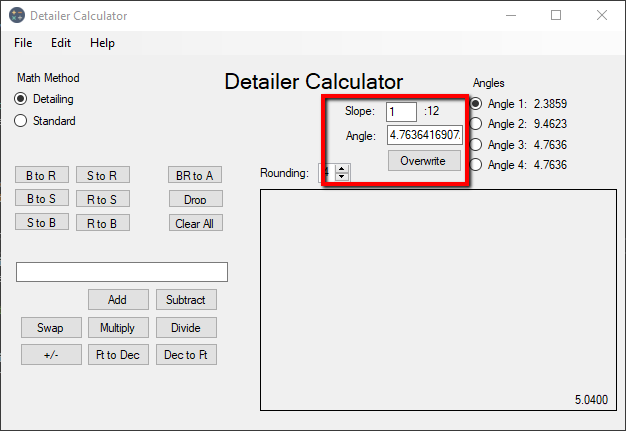 Detailer Calculator
File Edit Help
Math Method
Detailing
Standard
Detailer Calculator
Slope: 1 :12
Angle: 4.7636416907
Overwrite
Angles
Angle 1: 2.3859
Angle 2: 9.4623
Angle 3: 4.7636
Angle 4: 4.7636
B to R S to R BR to A
B to S R to S Drop
S to B R to B Clear All
Rounding: 4
Add Subtract
Swap Multiply Divide
+/- Ft to Dec Dec to Ft
5.0400